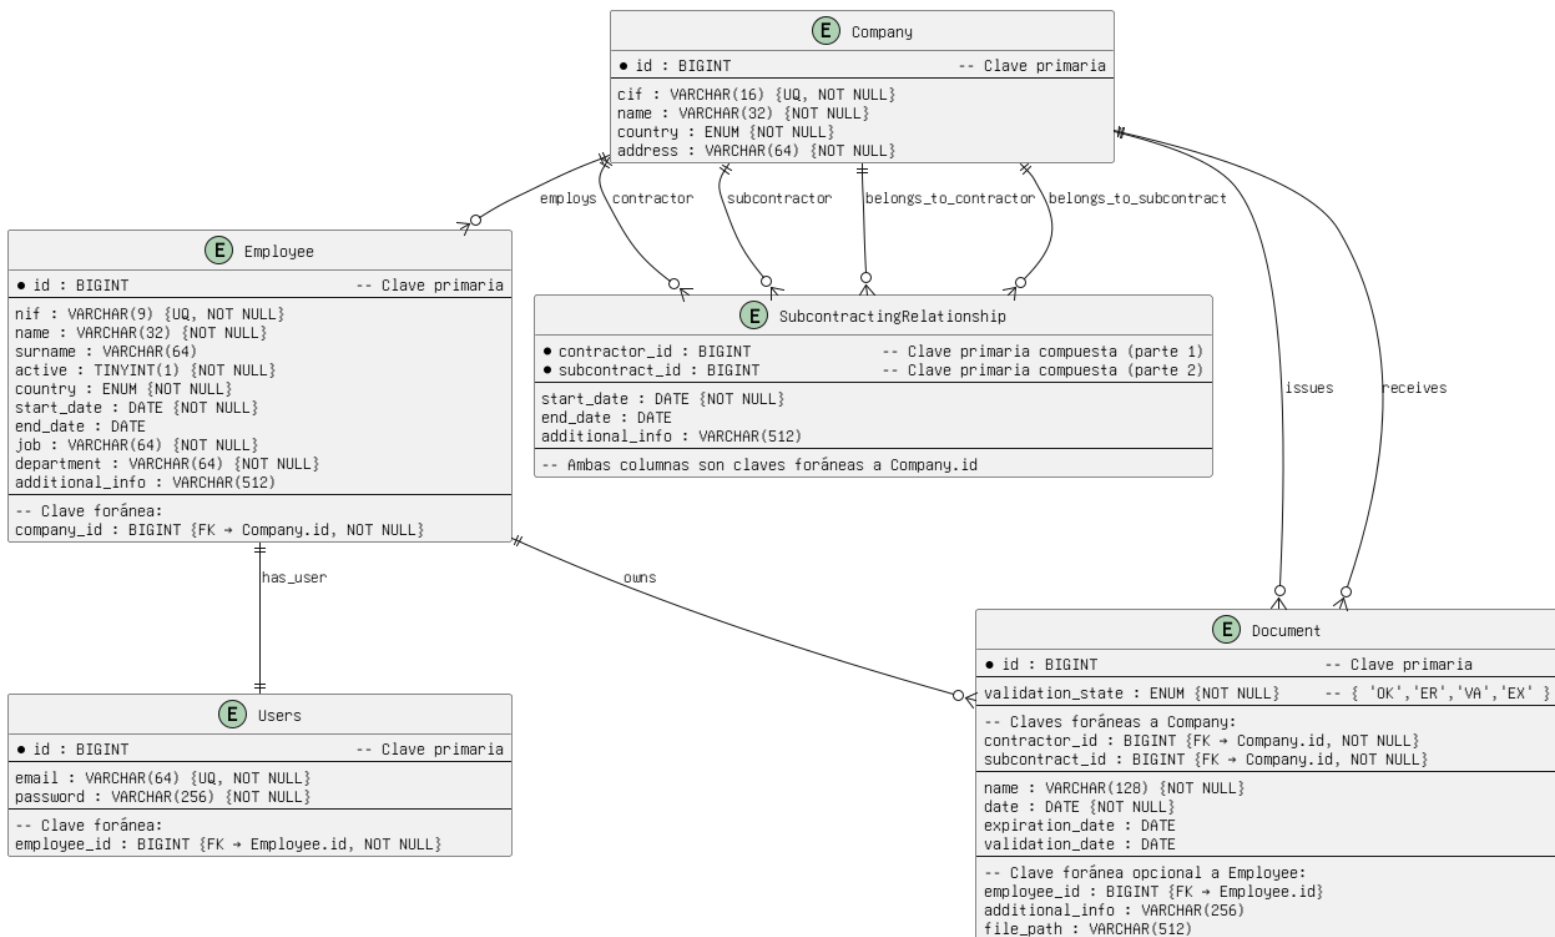 E Company
id : BIGINT -- Clave primaria
cif : VARCHAR(16) {UQ, NOT NULL}
name : VARCHAR(32) {NOT NULL}
country : ENUM {NOT NULL}
address : VARCHAR(64) {NOT NULL}
employs
contractor
subcontractor
belongs_to_contractor
belongs_to_subcontract
E Employee
id : BIGINT -- Clave primaria
nif : VARCHAR(9) {UQ, NOT NULL}
name : VARCHAR(32) {NOT NULL}
surname : VARCHAR(64)
active : TINYINT(1) {NOT NULL}
country : ENUM {NOT NULL}
start_date : DATE {NOT NULL}
end_date : DATE
job : VARCHAR(64) {NOT NULL}
department : VARCHAR(64) {NOT NULL}
additional_info : VARCHAR(512)
-- Clave foránea:
company_id : BIGINT {FK → Company.id, NOT NULL}
E SubcontractingRelationship
contractor_id : BIGINT -- Clave primaria compuesta (parte 1)
subcontract_id : BIGINT -- Clave primaria compuesta (parte 2)
start_date : DATE {NOT NULL}
end_date : DATE
additional_info : VARCHAR(512)
-- Ambas columnas son claves foráneas a Company.id
issues
receives
has_user
owns
E Users
id : BIGINT -- Clave primaria
email : VARCHAR(64) {UQ, NOT NULL}
password : VARCHAR(256) {NOT NULL}
-- Clave foránea:
employee_id : BIGINT {FK → Employee.id, NOT NULL}
E Document
id : BIGINT -- Clave primaria
validation_state : ENUM {NOT NULL} -- { 'OK','ER','VA','EX' }
-- Claves foráneas a Company:
contractor_id : BIGINT {FK → Company.id, NOT NULL}
subcontract_id : BIGINT {FK → Company.id, NOT NULL}
name : VARCHAR(128) {NOT NULL}
date : DATE {NOT NULL}
expiration_date : DATE
validation_date : DATE
-- Clave foránea opcional a Employee:
employee_id : BIGINT {FK → Employee.id}
additional_info : VARCHAR(256)
file_path : VARCHAR(512)